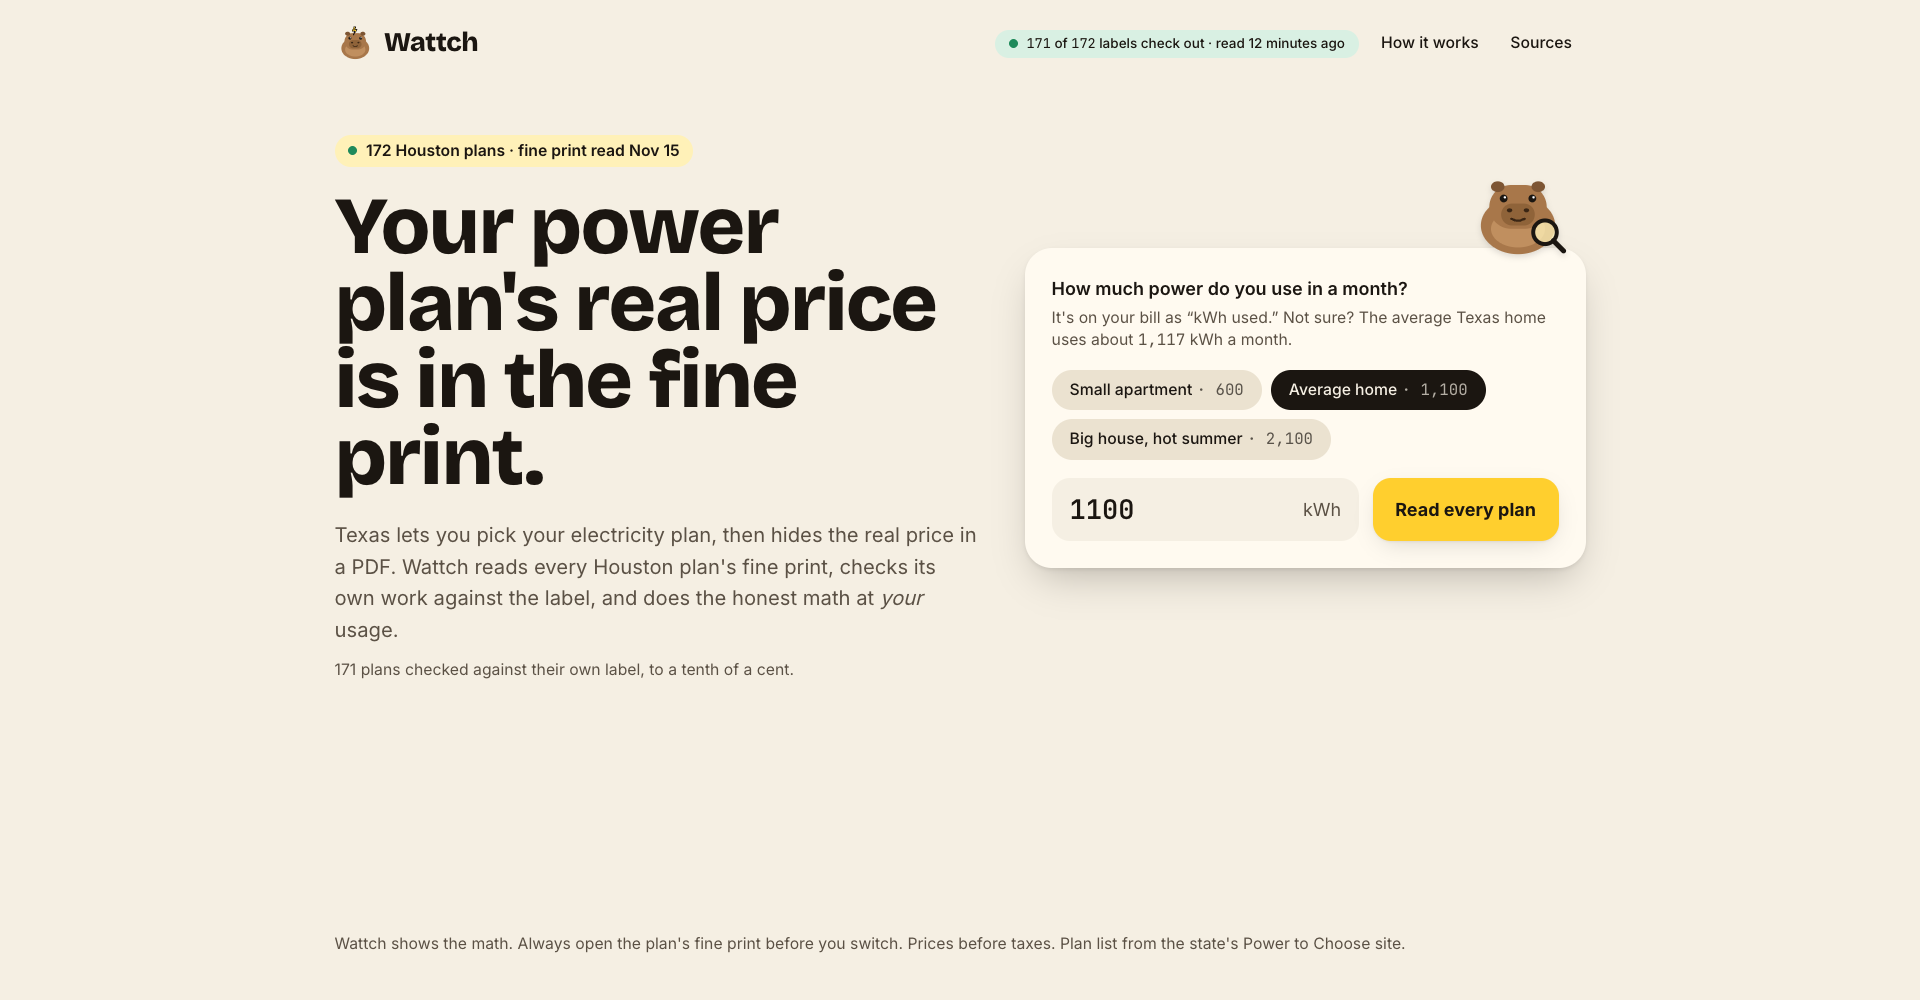 Wattch
171 of 172 labels check out · read 12 minutes ago
How it works
Sources
172 Houston plans · fine print read Nov 15
Your power
plan's real price
is in the fine
print.
Texas lets you pick your electricity plan, then hides the real price in
a PDF. Wattch reads every Houston plan's fine print, checks its
own work against the label, and does the honest math at your
usage.
171 plans checked against their own label, to a tenth of a cent.
How much power do you use in a month?
It's on your bill as “kWh used.” Not sure? The average Texas home
uses about 1,117 kWh a month.
Small apartment · 600
Average home · 1,100
Big house, hot summer · 2,100
1100 kWh
Read every plan
Wattch shows the math. Always open the plan's fine print before you switch. Prices before taxes. Plan list from the state's Power to Choose site.